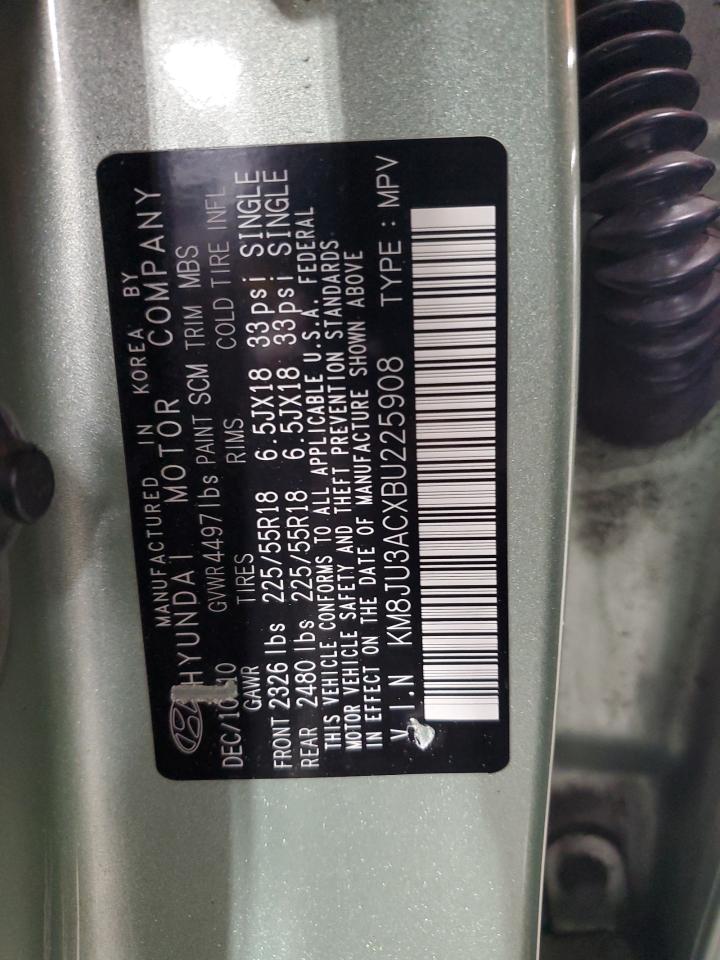 MANUFACTURED IN KOREA BY
HYUNDAI MOTOR COMPANY
GVWR 4497lbs PAINT SCM TRIM MBS
GAWR TIRES RIMS COLD TIRE INFL
FRONT 2326 lbs 225/55R18 6.5JX18 33psi SINGLE
REAR 2480 lbs 225/55R18 6.5JX18 33psi SINGLE
THIS VEHICLE CONFORMS TO ALL APPLICABLE U.S.A. FEDERAL
MOTOR VEHICLE SAFETY AND THEFT PREVENTION STANDARDS
IN EFFECT ON THE DATE OF MANUFACTURE SHOWN ABOVE
V.I.N KM8JU3ACXBU225908 TYPE : MPV